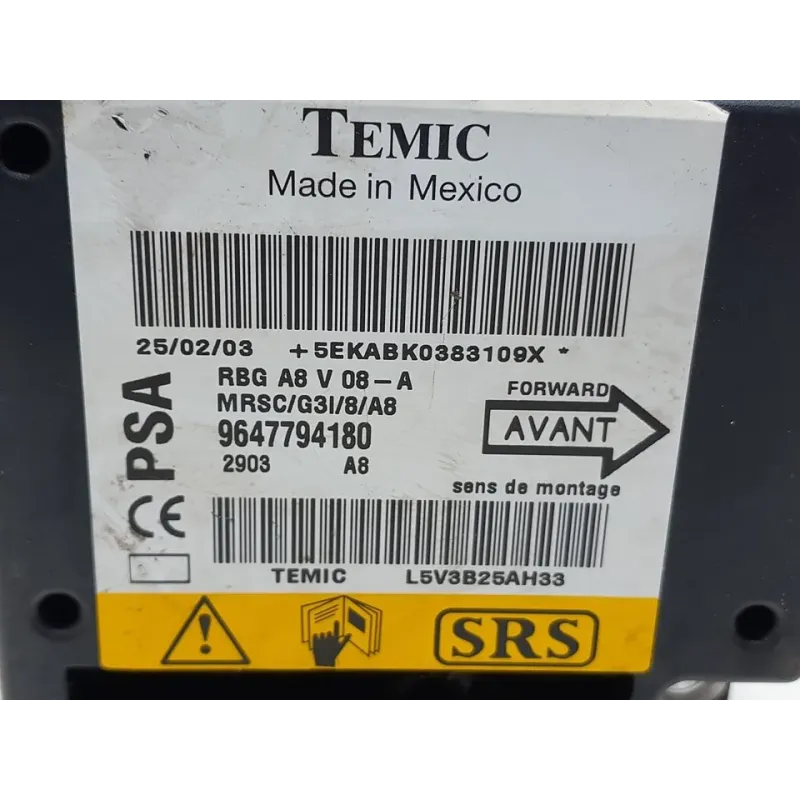 TEMIC
Made in Mexico
25/02/03 +5EKABK0383109X *
RBG A8 V 08-A
MRSC/G3I/8/A8
9647794180
2903 A8
PSA
CE
FORWARD
AVANT
sens de montage
TEMIC L5V3B25AH33
SRS